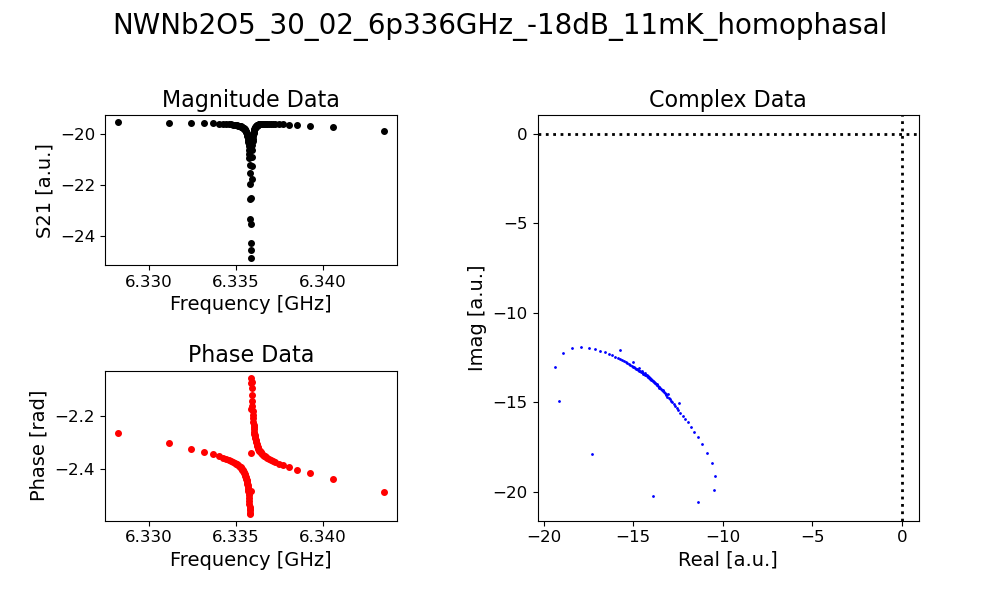 NWNb2O5_30_02_6p336GHz_-18dB_11mK_homophasal
Magnitude Data
S21 [a.u.]
−20
−22
−24
6.330 6.335 6.340
Frequency [GHz]
Phase Data
Phase [rad]
−2.2
−2.4
6.330 6.335 6.340
Frequency [GHz]
Complex Data
Imag [a.u.]
0
−5
−10
−15
−20
−20 −15 −10 −5 0
Real [a.u.]